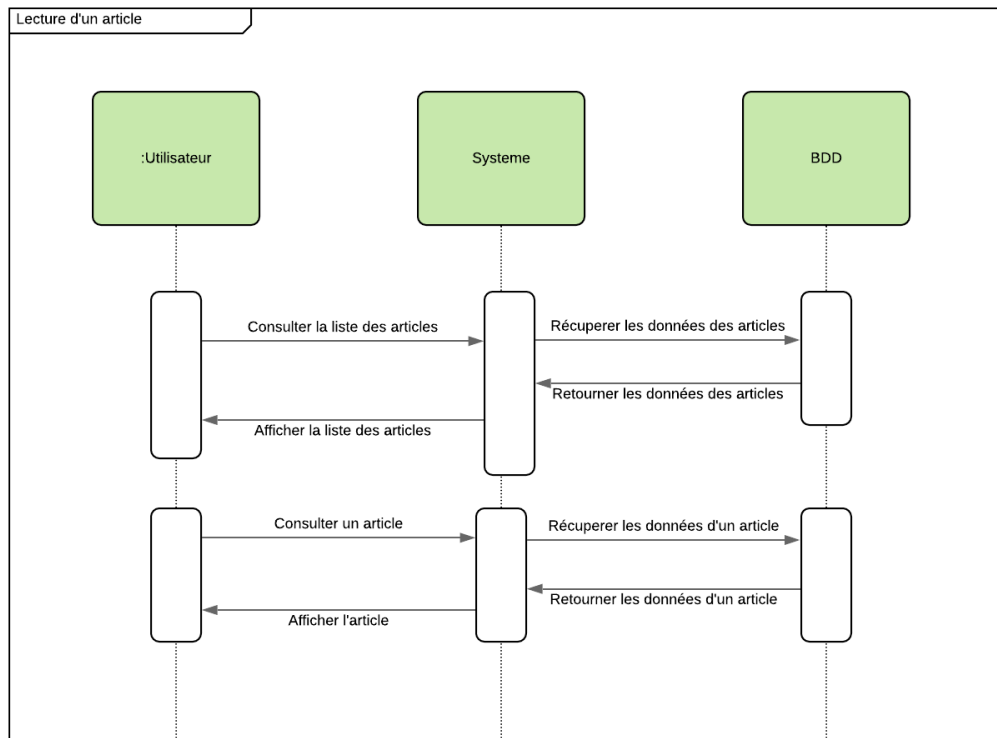 Lecture d'un article
:Utilisateur
Systeme
BDD
Consulter la liste des articles
Récuperer les données des articles
Retourner les données des articles
Afficher la liste des articles
Consulter un article
Récuperer les données d'un article
Retourner les données d'un article
Afficher l'article